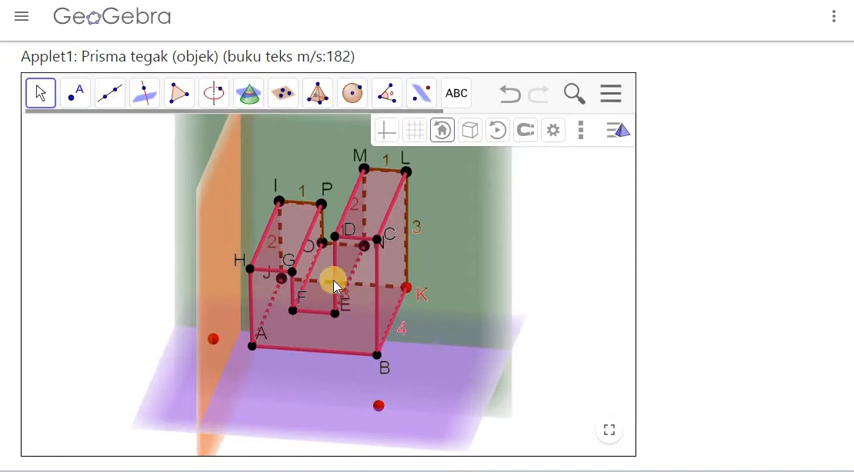 GeoGebra
Applet1: Prisma tegak (objek) (buku teks m/s:182)
ABC
M 1 L
I 1 P
2
D C
3
H 2 O N
G
J
F E
K
A
4
B